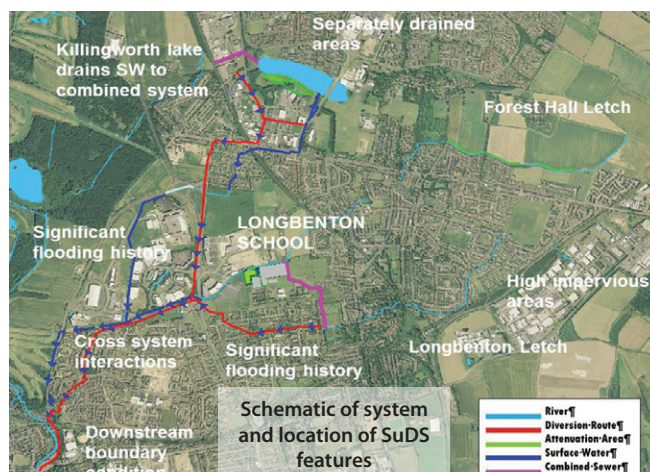 Separately drained
areas
Killingworth lake
drains SW to
combined system
Forest Hall Letch
LONGBENTON
SCHOOL
Significant
flooding history
High impervious
areas
Cross system
interactions
Significant
flooding history
Longbenton Letch
Downstream
boundary
condition
Schematic of system
and location of SuDS
features
River¶
Diversion·Route¶
Attenuation·Area¶
Surface·Water¶
Combined·Sewer¶